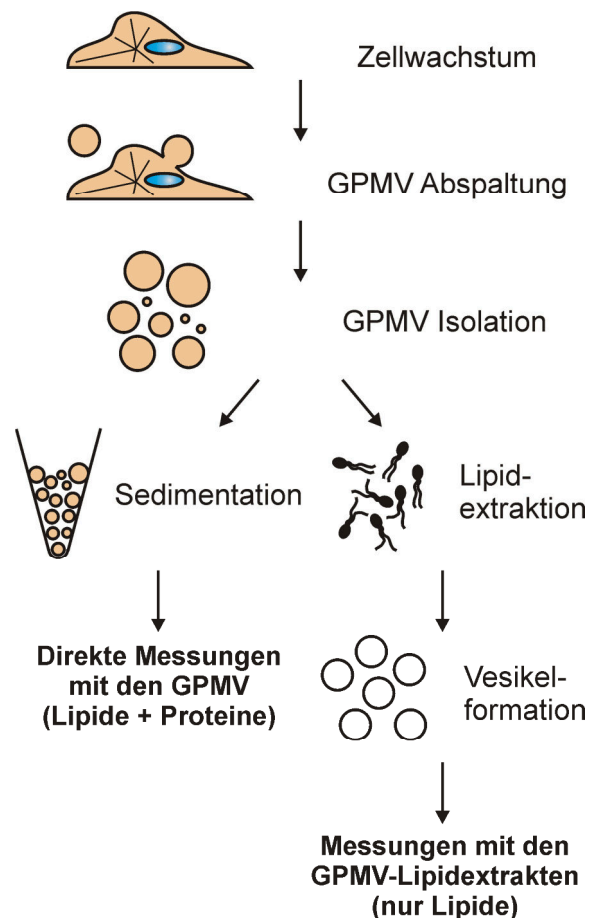 Zellwachstum
GPMV Abspaltung
GPMV Isolation
Sedimentation
Lipid-
extraktion
Direkte Messungen
mit den GPMV
(Lipide + Proteine)
Vesikel-
formation
Messungen mit den
GPMV-Lipidextrakten
(nur Lipide)